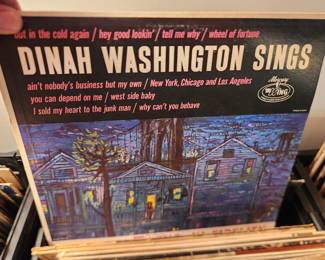 out in the cold again / hey good lookin' / tell me why / wheel of fortune
DINAH WASHINGTON SINGS
ain't nobody's business but my own / New York, Chicago and Los Angeles
you can depend on me / west side baby
I sold my heart to the junk man / why can't you behave